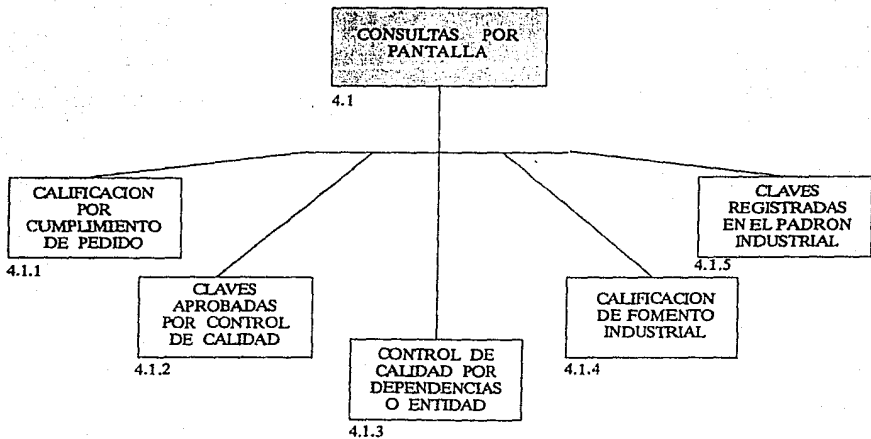 CONSULTAS POR
PANTALLA
4.1
CALIFICACION
POR
CUMPLIMIENTO
DE PEDIDO
4.1.1
CLAVES
APROBADAS
POR CONTROL
DE CALIDAD
4.1.2
CONTROL DE
CALIDAD POR
DEPENDENCIAS
O ENTIDAD
4.1.3
CALIFICACION
DE FOMENTO
INDUSTRIAL
4.1.4
CLAVES
REGISTRADAS
EN EL PADRON
INDUSTRIAL
4.1.5